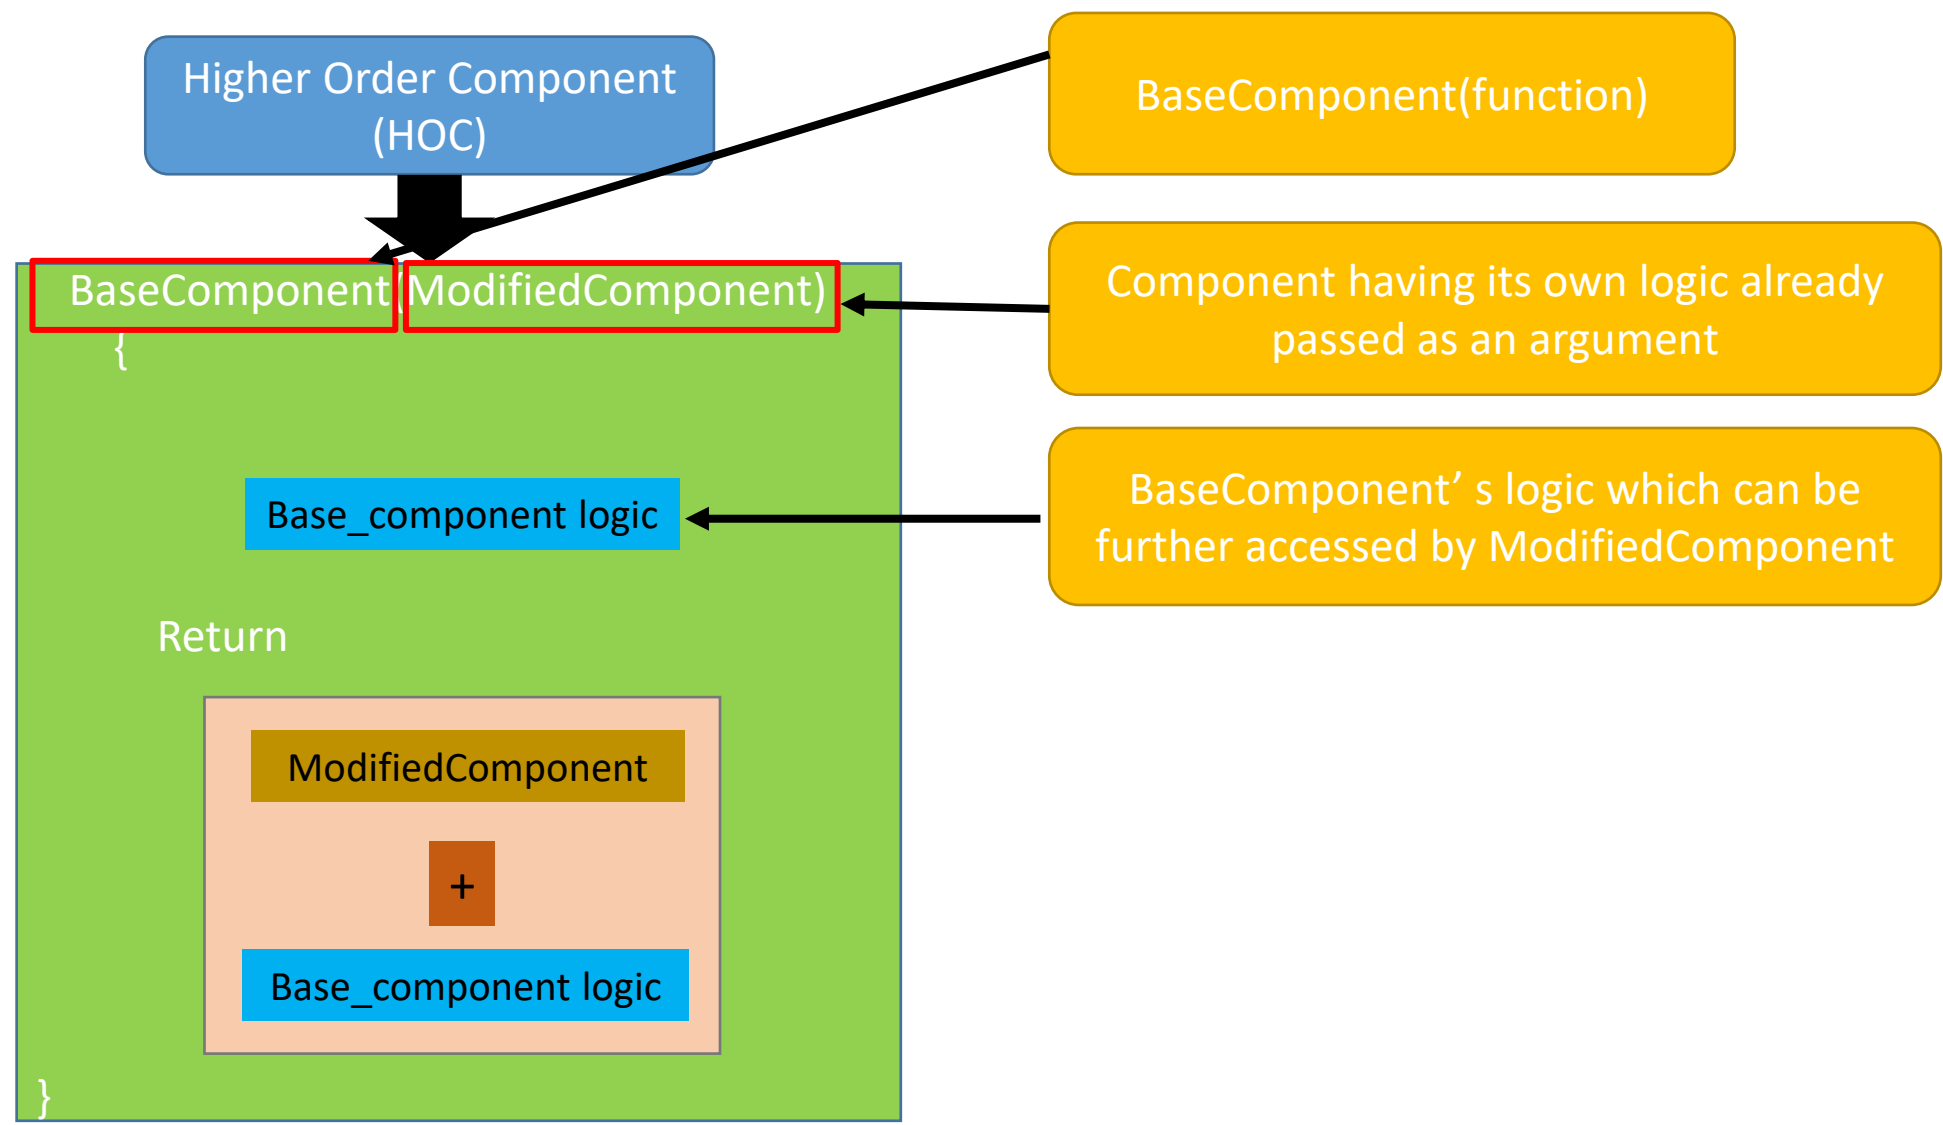 Higher Order Component
(HOC)
BaseComponent(function)
BaseComponent(ModifiedComponent)
{
Component having its own logic already
passed as an argument
Base_component logic
BaseComponent’ s logic which can be
further accessed by ModifiedComponent
Return
ModifiedComponent
+
Base_component logic
}